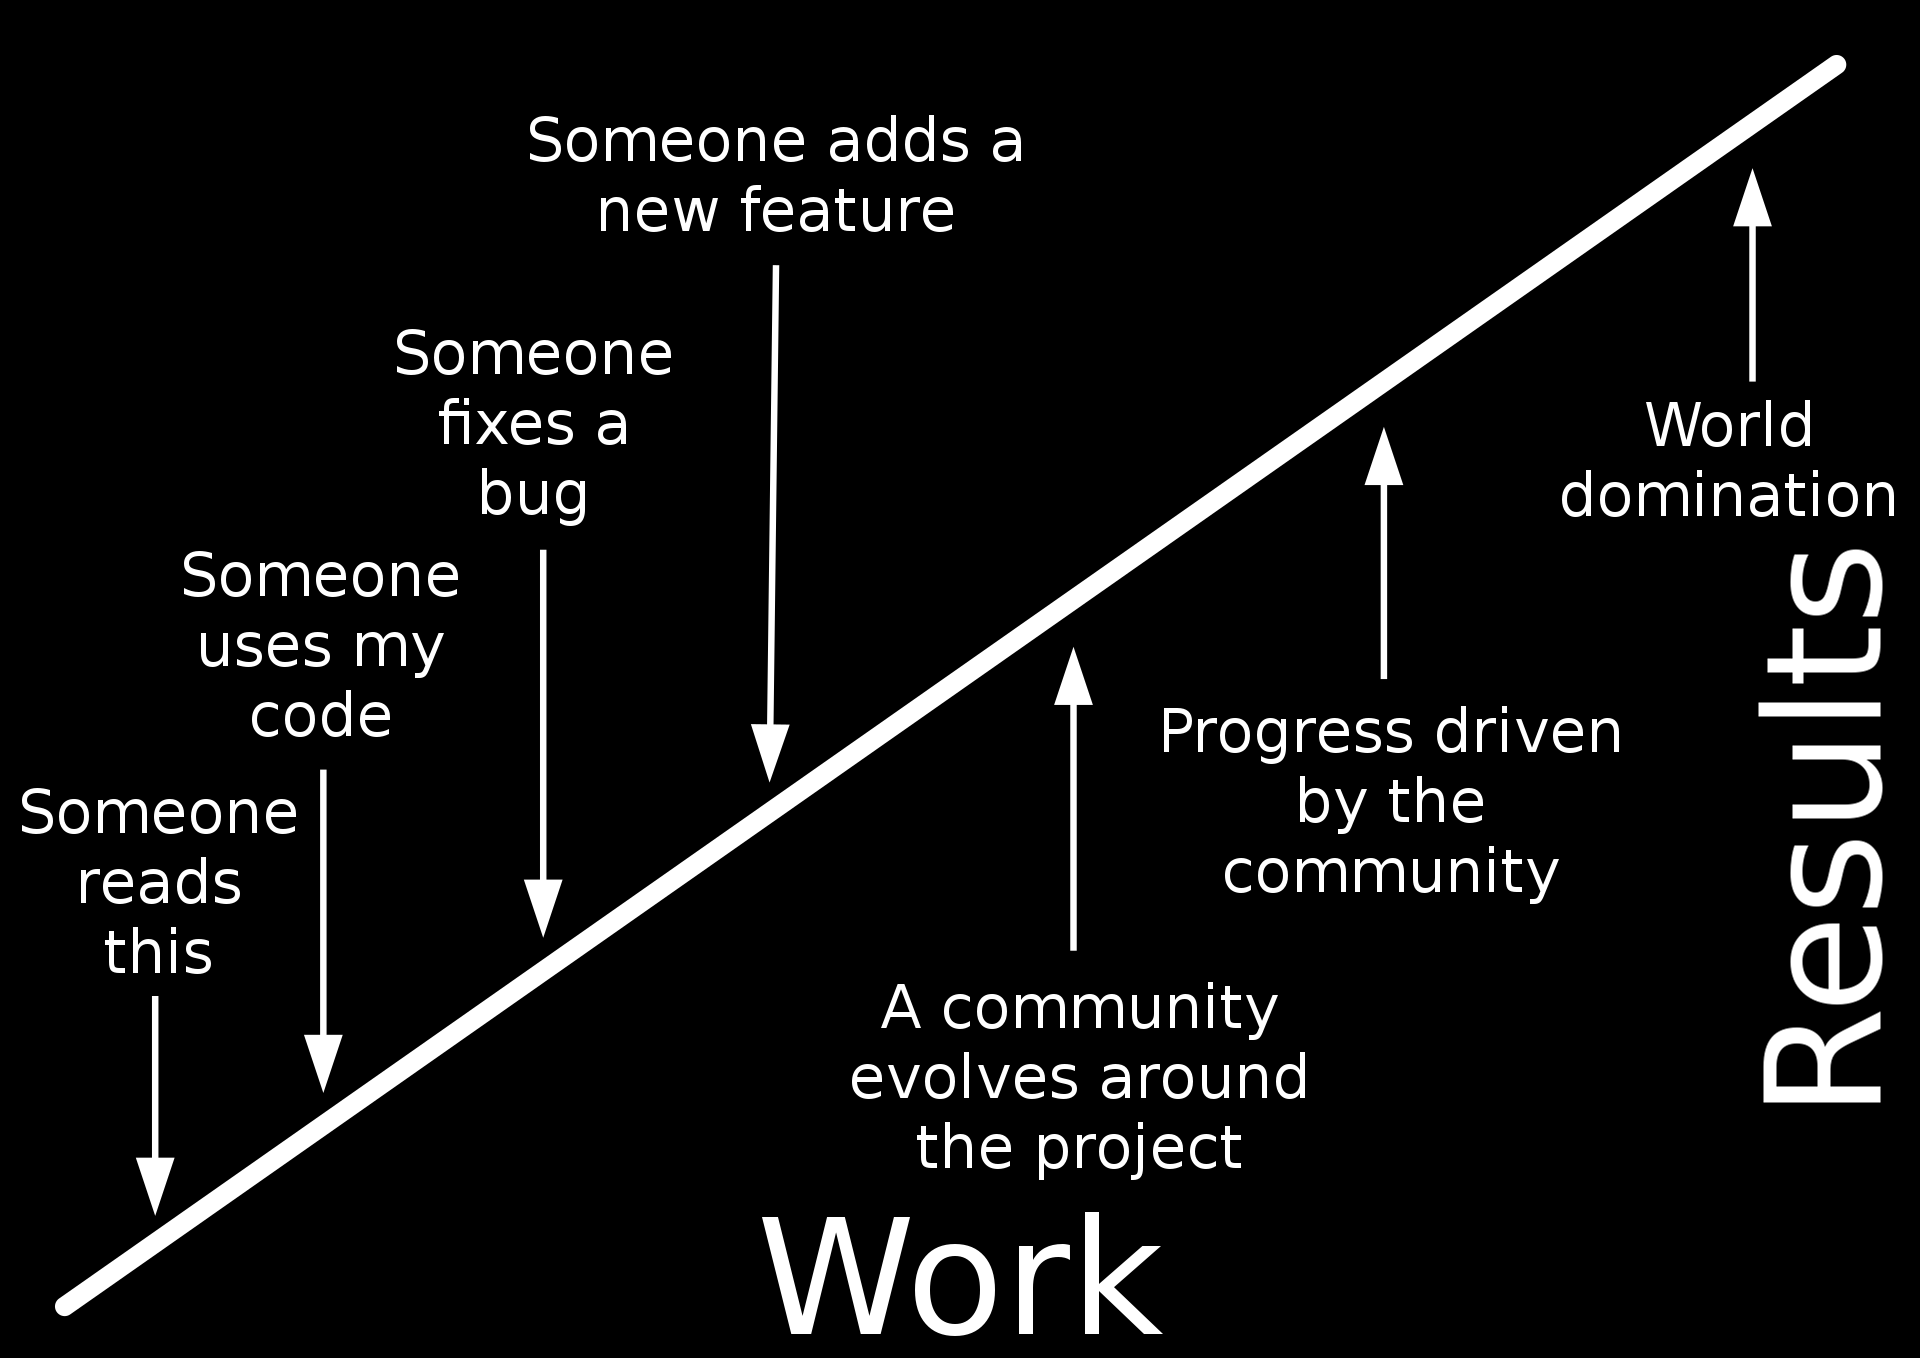 Someone adds a
new feature
Someone
fixes a
bug
Someone
uses my
code
Someone
reads
this
World
domination
Progress driven
by the
community
A community
evolves around
the project
Results
Work